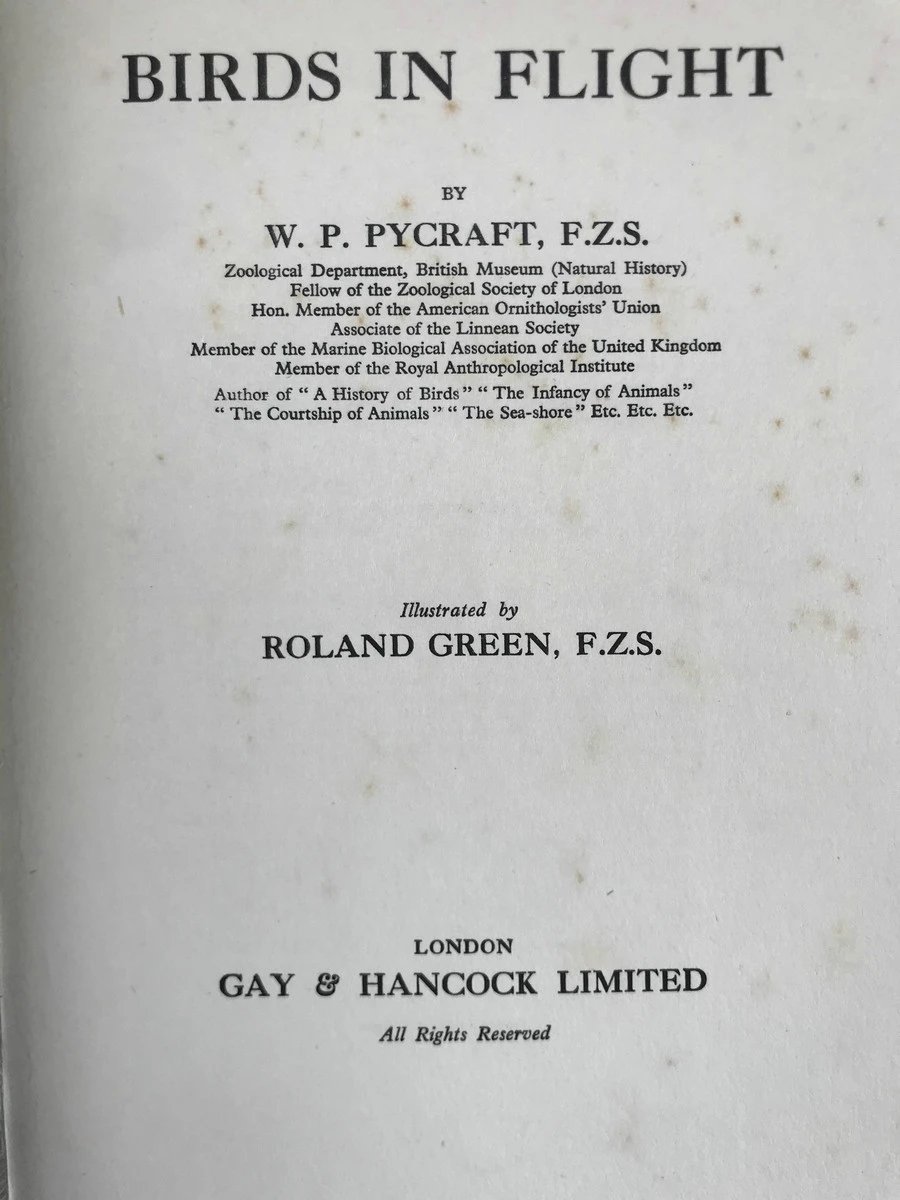 BIRDS IN FLIGHT
BY
W. P. PYCRAFT, F.Z.S.
Zoological Department, British Museum (Natural History)
Fellow of the Zoological Society of London
Hon. Member of the American Ornithologists' Union
Associate of the Linnean Society
Member of the Marine Biological Association of the United Kingdom
Member of the Royal Anthropological Institute
Author of “ A History of Birds ” “ The Infancy of Animals ”
“ The Courtship of Animals ” “ The Sea-shore ” Etc. Etc. Etc.
Illustrated by
ROLAND GREEN, F.Z.S.
LONDON
GAY & HANCOCK LIMITED
All Rights Reserved